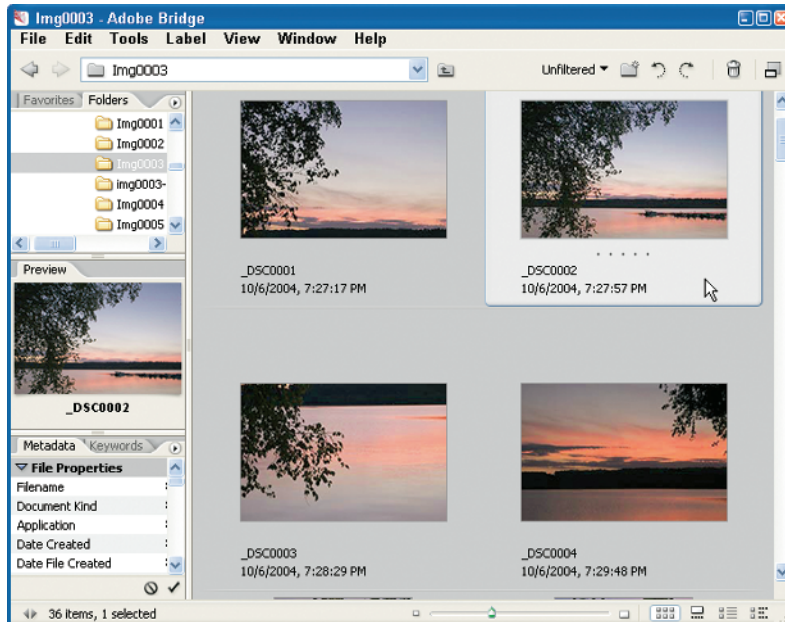 Img0003 - Adobe Bridge
File Edit Tools Label View Window Help
Img0003
Unfiltered
Favorites Folders
Img0001
Img0002
Img0003
img0003-
Img0004
Img0005
Preview
_DSC0002
Metadata Keywords
File Properties
Filename :
Document Kind
Application :
Date Created :
Date File Created :
_DSC0001
10/6/2004, 7:27:17 PM
_DSC0002
10/6/2004, 7:27:57 PM
_DSC0003
10/6/2004, 7:28:29 PM
_DSC0004
10/6/2004, 7:29:48 PM
36 items, 1 selected